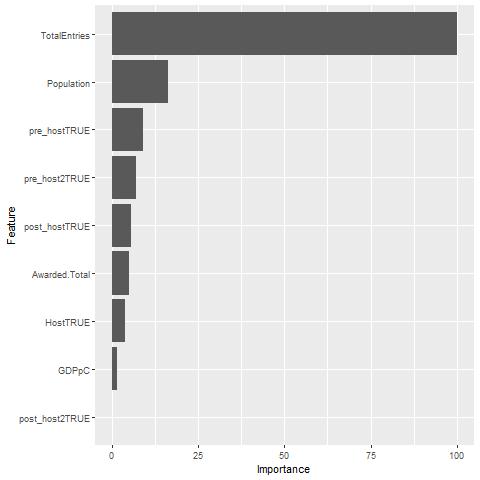 TotalEntries
Population
pre_hostTRUE
pre_host2TRUE
post_hostTRUE
Awarded.Total
HostTRUE
GDPpC
post_host2TRUE
Feature
0 25 50 75 100
Importance